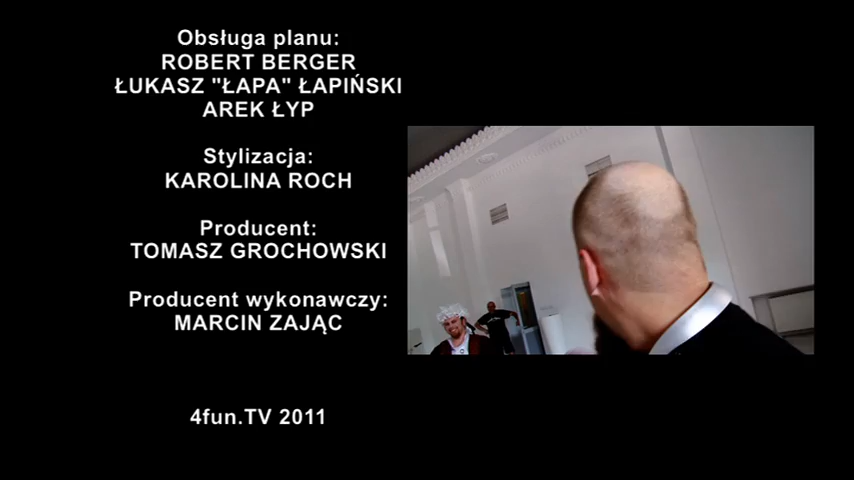 Obsługa planu:
ROBERT BERGER
ŁUKASZ "ŁAPA" ŁAPIŃSKI
AREK ŁYP
Stylizacja:
KAROLINA ROCH
Producent:
TOMASZ GROCHOWSKI
Producent wykonawczy:
MARCIN ZAJĄC
4fun.TV 2011